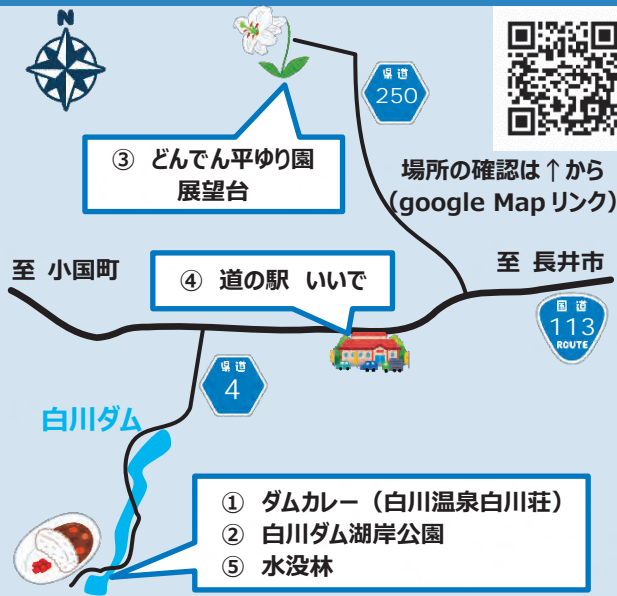 N
県道
250
③ どんでん平ゆり園
展望台
場所の確認は↑から
(google Map リンク)
至 小国町
④ 道の駅 いいで
至 長井市
国道
113
ROUTE
県道
4
白川ダム
① ダムカレー（白川温泉白川荘）
② 白川ダム湖岸公園
⑤ 水没林